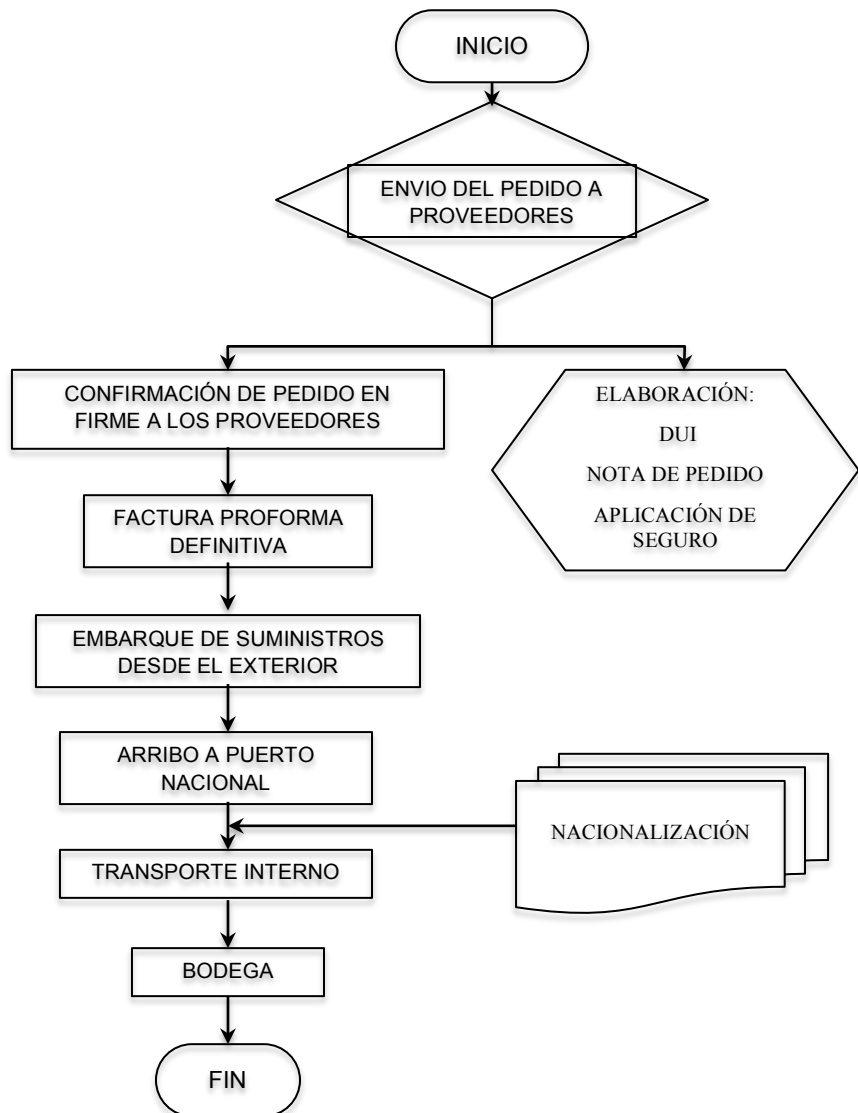 INICIO
ENVIO DEL PEDIDO A
PROVEEDORES
CONFIRMACIÓN DE PEDIDO EN
FIRME A LOS PROVEEDORES
ELABORACIÓN:
DUI
NOTA DE PEDIDO
APLICACIÓN DE
SEGURO
FACTURA PROFORMA
DEFINITIVA
EMBARQUE DE SUMINISTROS
DESDE EL EXTERIOR
ARRIBO A PUERTO
NACIONAL
NACIONALIZACIÓN
TRANSPORTE INTERNO
BODEGA
FIN